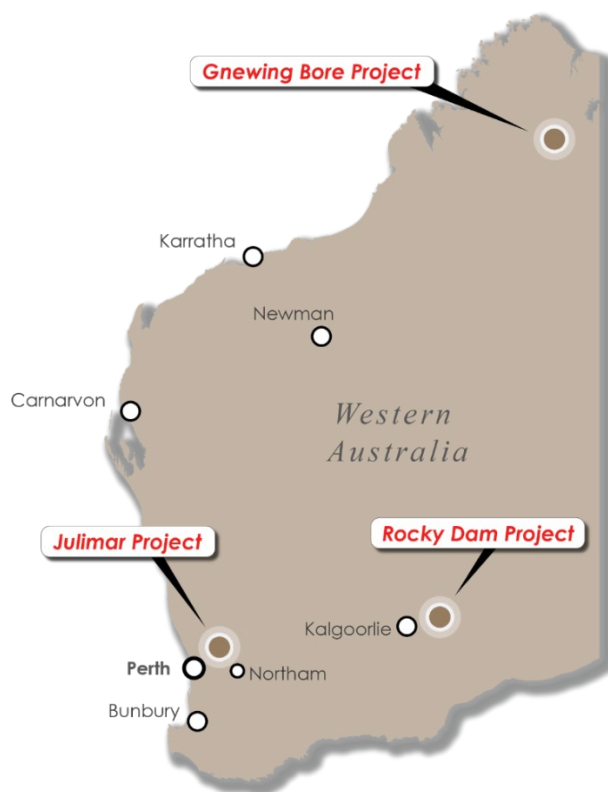 Gnewing Bore Project
Karratha
Newman
Carnarvon
Western
Australia
Julimar Project
Rocky Dam Project
Kalgoorlie
Perth
Northam
Bunbury